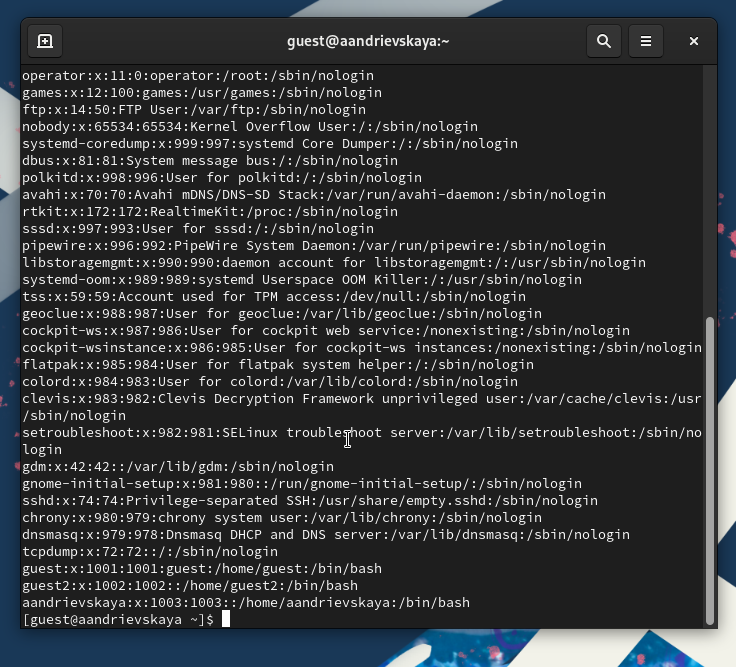 guest@aandrievskaya:~
operator:x:11:0:operator:/root:/sbin/nologin
games:x:12:100:games:/usr/games:/sbin/nologin
ftp:x:14:50:FTP User:/var/ftp:/sbin/nologin
nobody:x:65534:65534:Kernel Overflow User:/:/sbin/nologin
systemd-coredump:x:999:997:systemd Core Dumper:/:/sbin/nologin
dbus:x:81:81:System message bus:/:/sbin/nologin
polkitd:x:998:996:User for polkitd:/:/sbin/nologin
avahi:x:70:70:Avahi mDNS/DNS-SD Stack:/var/run/avahi-daemon:/sbin/nologin
rtkit:x:172:172:RealtimeKit:/proc:/sbin/nologin
sssd:x:997:993:User for sssd:/:/sbin/nologin
pipewire:x:996:992:PipeWire System Daemon:/var/run/pipewire:/sbin/nologin
libstoragemgmt:x:990:990:daemon account for libstoragemgmt:/:/usr/sbin/nologin
systemd-oom:x:989:989:systemd Userspace OOM Killer:/:/usr/sbin/nologin
tss:x:59:59:Account used for TPM access:/dev/null:/sbin/nologin
geoclue:x:988:987:User for geoclue:/var/lib/geoclue:/sbin/nologin
cockpit-ws:x:987:986:User for cockpit web service:/nonexisting:/sbin/nologin
cockpit-wsinstance:x:986:985:User for cockpit-ws instances:/nonexisting:/sbin/nologin
flatpak:x:985:984:User for flatpak system helper:/:/sbin/nologin
colord:x:984:983:User for colord:/var/lib/colord:/sbin/nologin
clevis:x:983:982:Clevis Decryption Framework unprivileged user:/var/cache/clevis:/usr
/sbin/nologin
setroubleshoot:x:982:981:SELinux troubleshoot server:/var/lib/setroubleshoot:/sbin/no
login
gdm:x:42:42::/var/lib/gdm:/sbin/nologin
gnome-initial-setup:x:981:980::/run/gnome-initial-setup/:/sbin/nologin
sshd:x:74:74:Privilege-separated SSH:/usr/share/empty.sshd:/sbin/nologin
chrony:x:980:979:chrony system user:/var/lib/chrony:/sbin/nologin
dnsmasq:x:979:978:Dnsmasq DHCP and DNS server:/var/lib/dnsmasq:/sbin/nologin
tcpdump:x:72:72::/:/sbin/nologin
guest:x:1001:1001:guest:/home/guest:/bin/bash
guest2:x:1002:1002::/home/guest2:/bin/bash
aandrievskaya:x:1003:1003::/home/aandrievskaya:/bin/bash
[guest@aandrievskaya ~]$